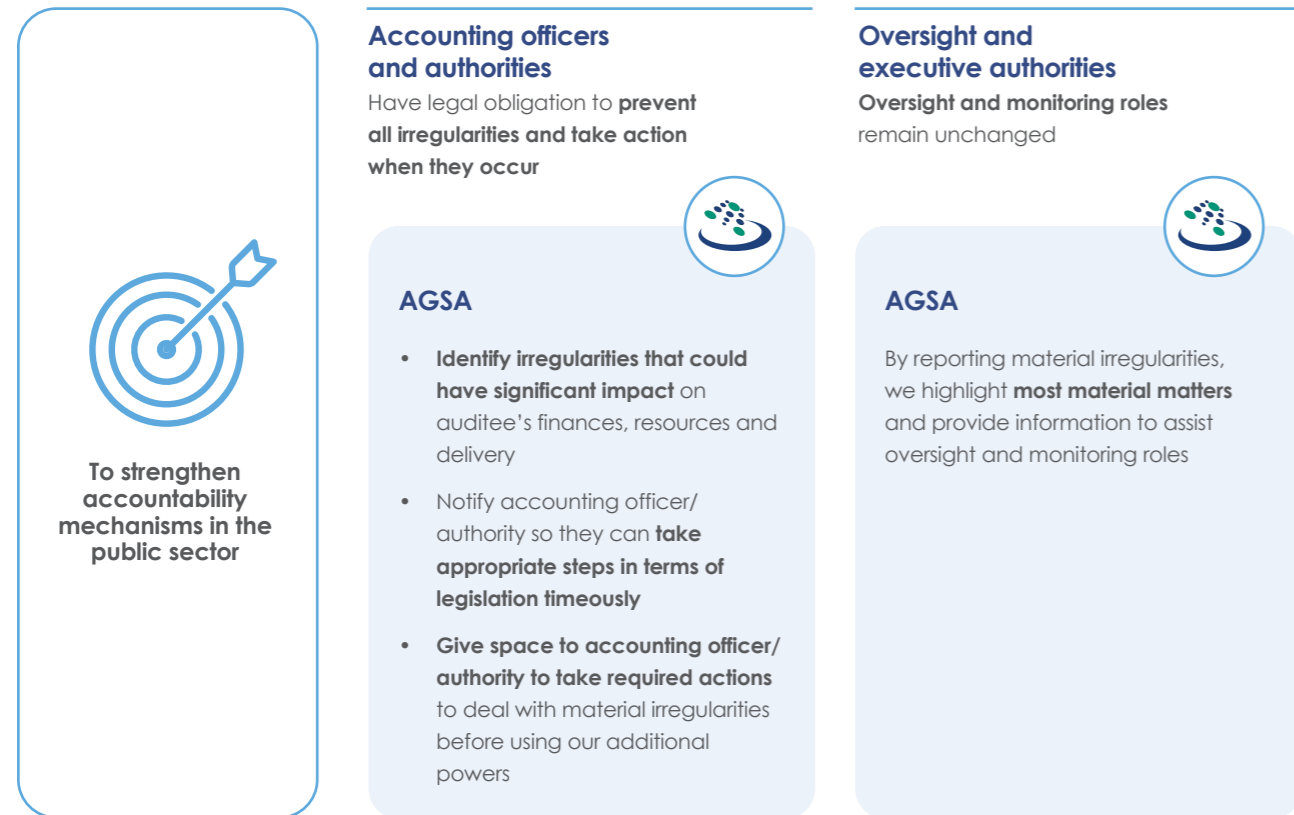 To strengthen
accountability
mechanisms in the
public sector
Accounting officers
and authorities
Have legal obligation to prevent
all irregularities and take action
when they occur
AGSA
• Identify irregularities that could
have significant impact on
auditee’s finances, resources and
delivery
• Notify accounting officer/
authority so they can take
appropriate steps in terms of
legislation timeously
• Give space to accounting officer/
authority to take required actions
to deal with material irregularities
before using our additional
powers
Oversight and
executive authorities
Oversight and monitoring roles
remain unchanged
AGSA
By reporting material irregularities,
we highlight most material matters
and provide information to assist
oversight and monitoring roles